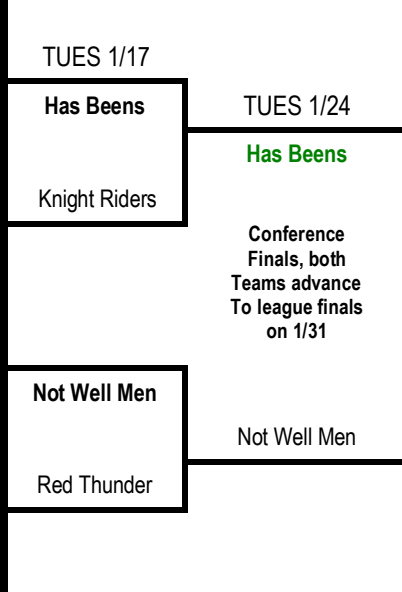 TUES 1/17
Has Beens
Knight Riders
Not Well Men
Red Thunder
TUES 1/24
Has Beens
Conference
Finals, both
Teams advance
To league finals
on 1/31
Not Well Men